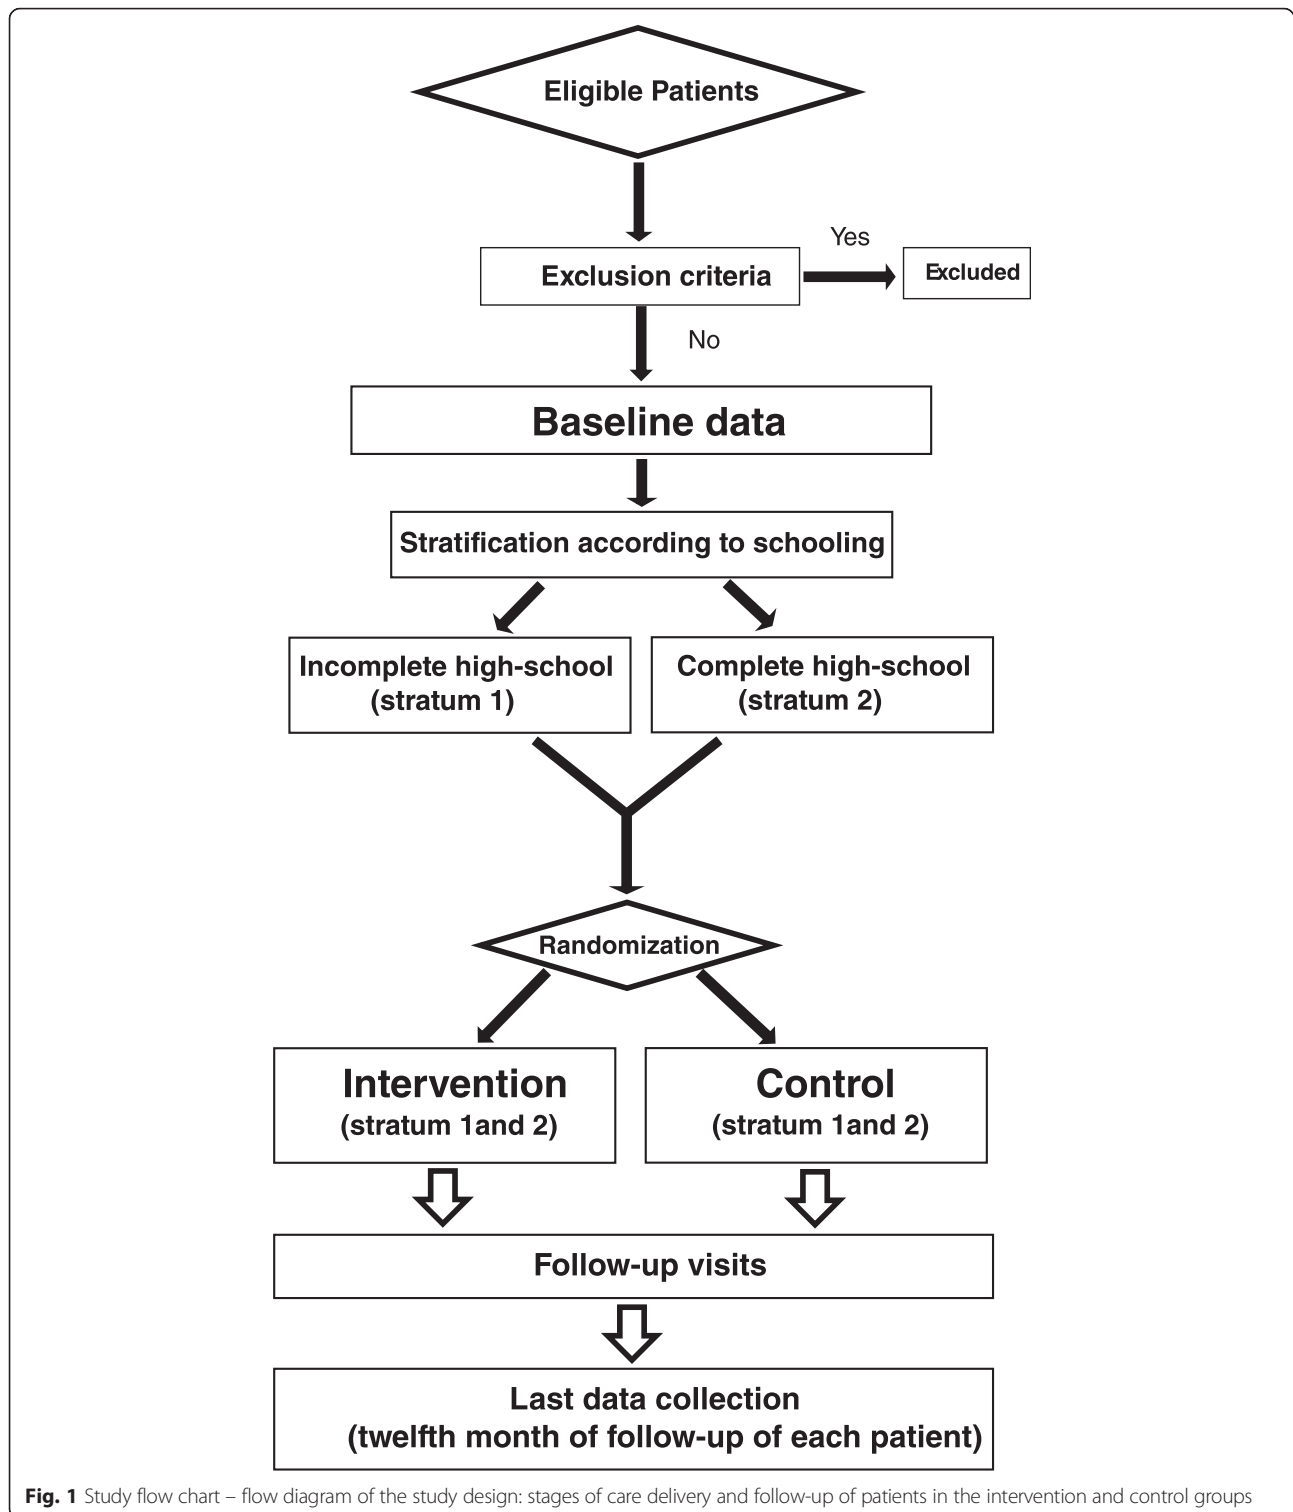 Eligible Patients
Yes
Exclusion criteria
Excluded
No
Baseline data
Stratification according to schooling
Incomplete high-school
(stratum 1)
Complete high-school
(stratum 2)
Randomization
Intervention
(stratum 1and 2)
Control
(stratum 1and 2)
Follow-up visits
Last data collection
(twelfth month of follow-up of each patient)
Fig. 1 Study flow chart – flow diagram of the study design: stages of care delivery and follow-up of patients in the intervention and control groups